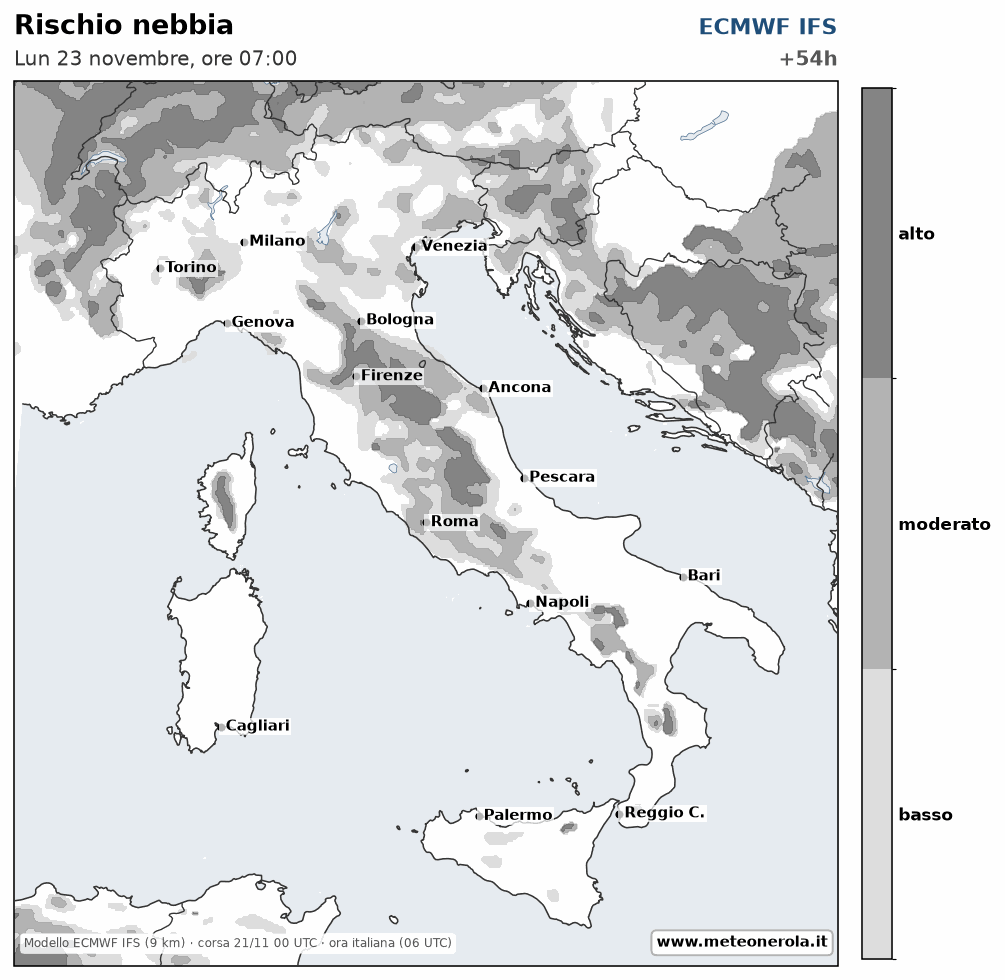 Rischio nebbia
ECMWF IFS
Lun 23 novembre, ore 07:00
+54h
alto
moderato
basso
Milano
Venezia
Torino
Genova
Bologna
Firenze
Ancona
Pescara
Roma
Bari
Napoli
Cagliari
Palermo
Reggio C.
Modello ECMWF IFS (9 km) · corsa 21/11 00 UTC · ora italiana (06 UTC)
www.meteonerola.it